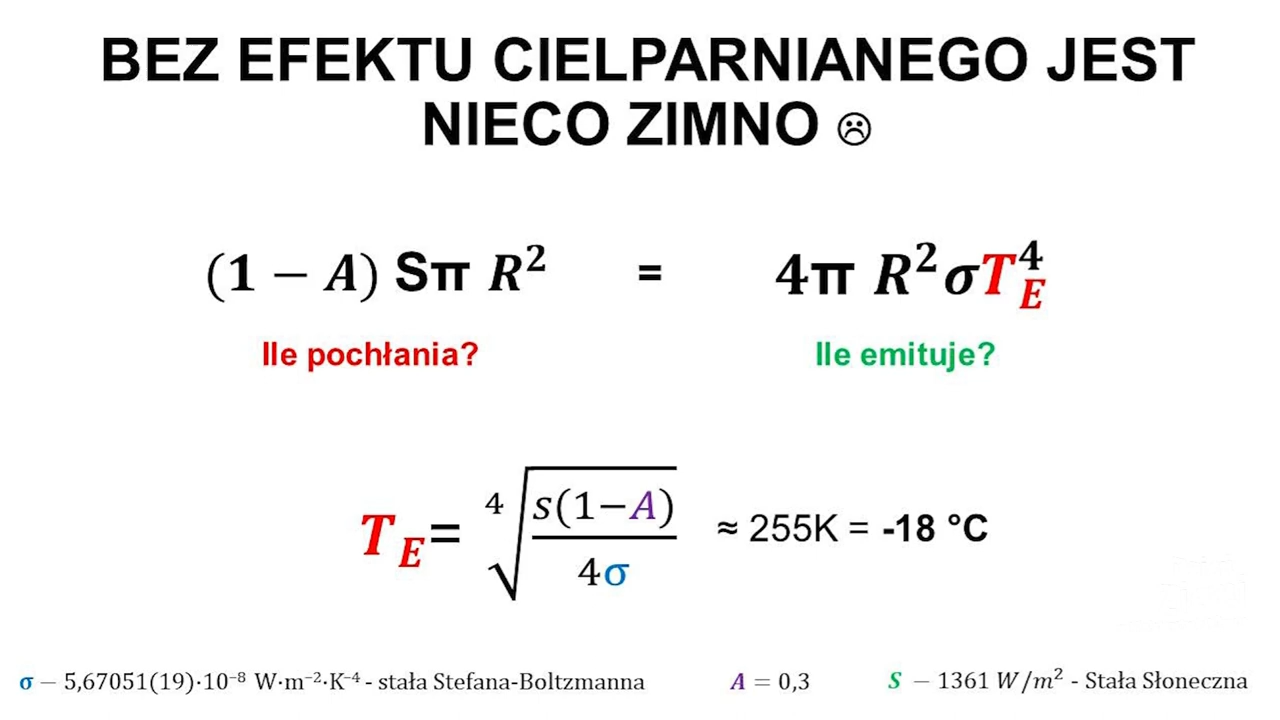 BEZ EFEKTU CIELPARNIANEGO JEST
NIECO ZIMNO ☹
(1 − A) Sπ R² = 4π R²σT_E⁴
Ile pochłania? Ile emituje?
T_E = ⁴√(s(1−A)/4σ) ≈ 255K = -18 °C
σ − 5,67051(19)·10⁻⁸ W·m⁻²·K⁻⁴ - stała Stefana-Boltzmanna A = 0,3 S − 1361 W/m² - Stała Słoneczna